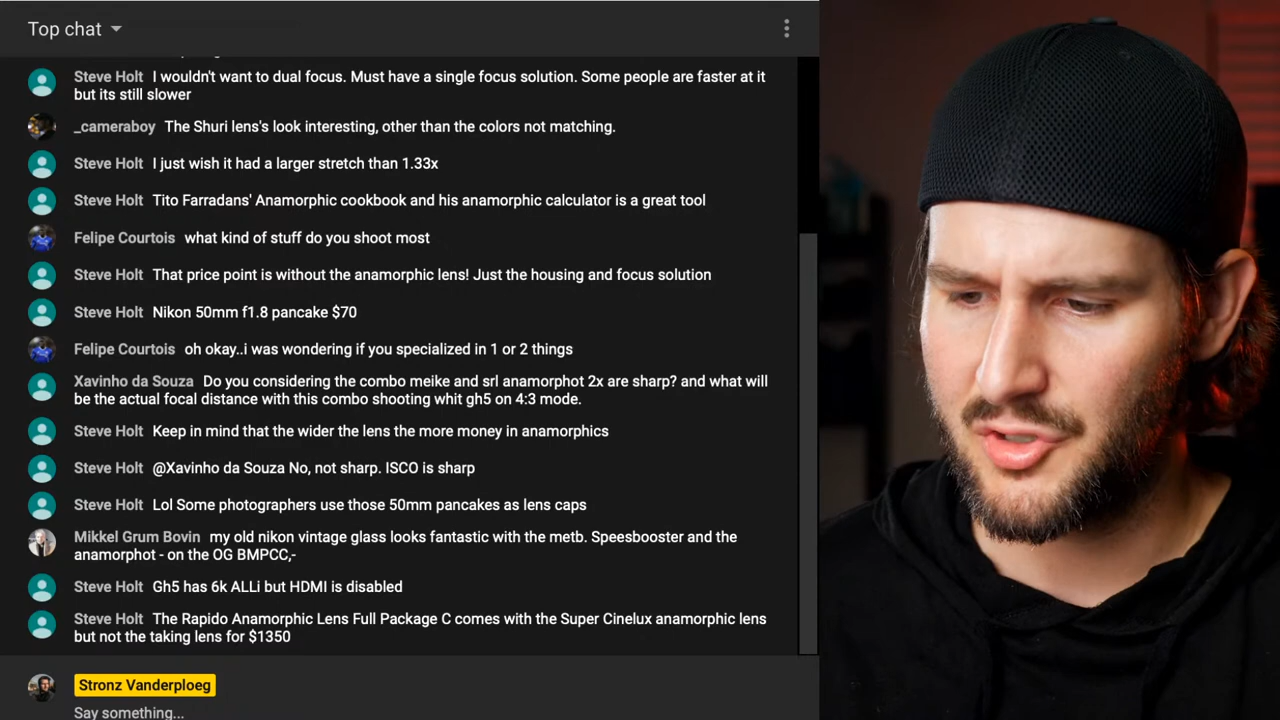 Top chat
Steve Holt I wouldn't want to dual focus. Must have a single focus solution. Some people are faster at it
but its still slower
_cameraboy The Shuri lens's look interesting, other than the colors not matching.
Steve Holt I just wish it had a larger stretch than 1.33x
Steve Holt Tito Farradans' Anamorphic cookbook and his anamorphic calculator is a great tool
Felipe Courtois what kind of stuff do you shoot most
Steve Holt That price point is without the anamorphic lens! Just the housing and focus solution
Steve Holt Nikon 50mm f1.8 pancake $70
Felipe Courtois oh okay..i was wondering if you specialized in 1 or 2 things
Xavinho da Souza Do you considering the combo meike and srl anamorphot 2x are sharp? and what will
be the actual focal distance with this combo shooting whit gh5 on 4:3 mode.
Steve Holt Keep in mind that the wider the lens the more money in anamorphics
Steve Holt @Xavinho da Souza No, not sharp. ISCO is sharp
Steve Holt Lol Some photographers use those 50mm pancakes as lens caps
Mikkel Grum Bovin my old nikon vintage glass looks fantastic with the metb. Speesbooster and the
anamorphot - on the OG BMPCC,-
Steve Holt Gh5 has 6k ALLi but HDMI is disabled
Steve Holt The Rapido Anamorphic Lens Full Package C comes with the Super Cinelux anamorphic lens
but not the taking lens for $1350
Stronz Vanderploeg
Say something...